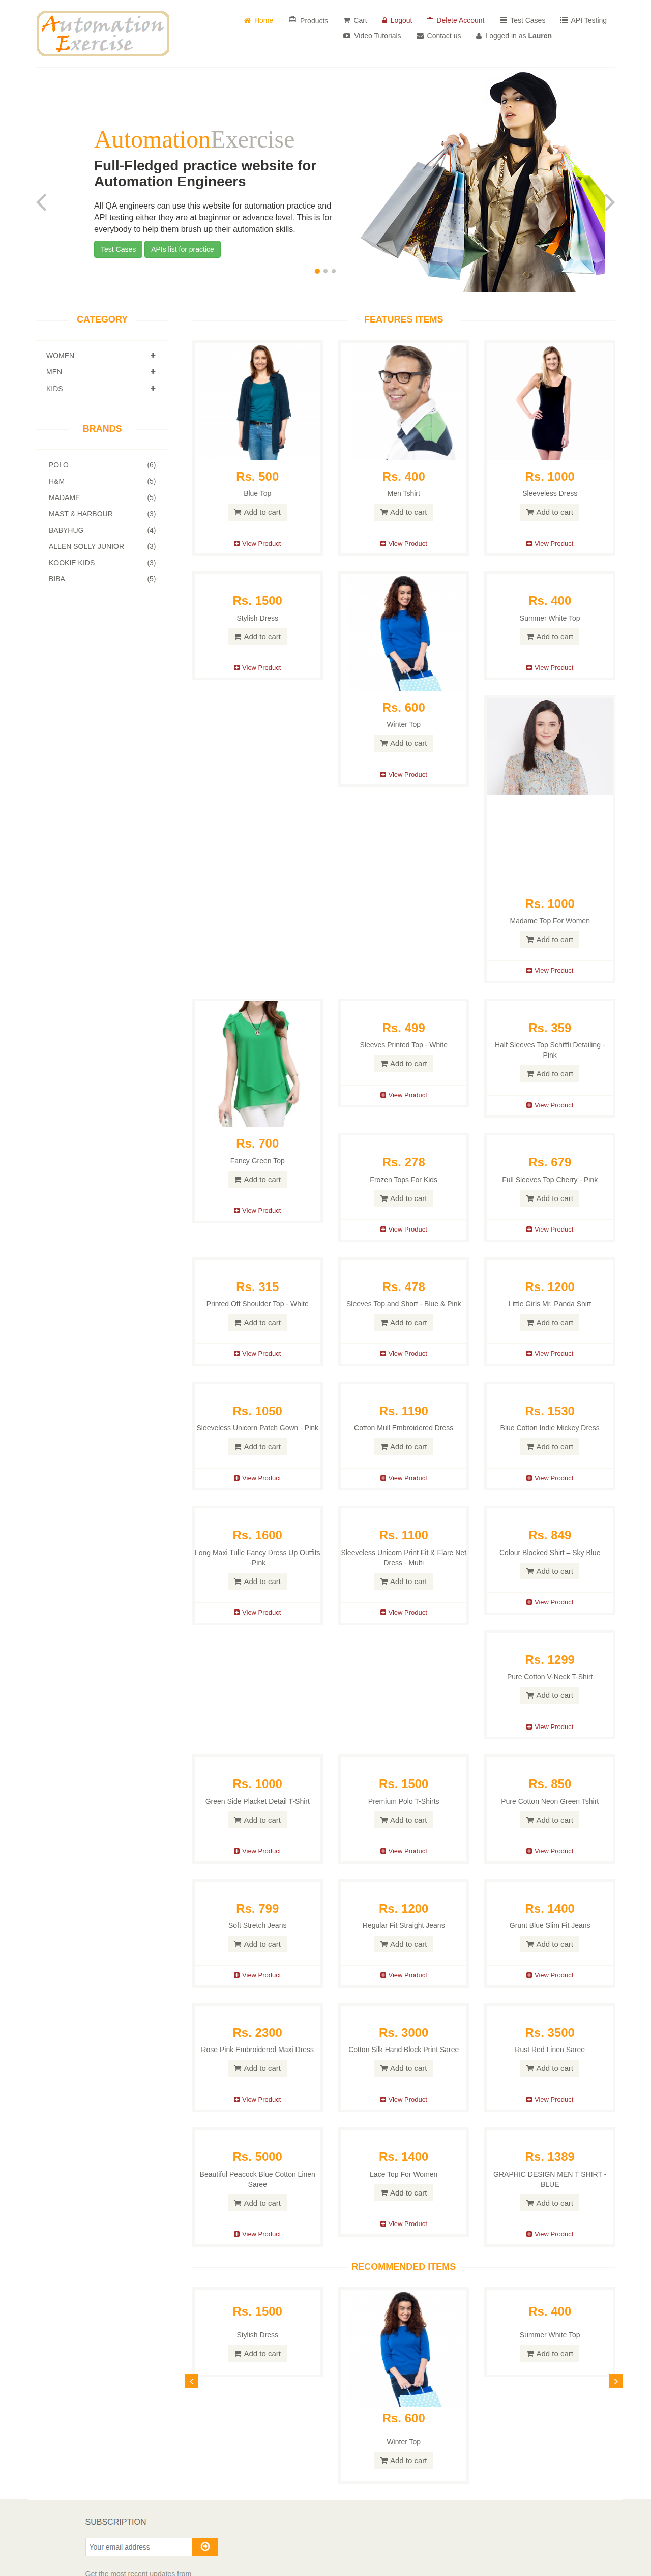 Automation
Exercise
Home
Products
Cart
Logout
Delete Account
Test Cases
API Testing
Video Tutorials
Contact us
Logged in as Lauren
AutomationExercise
Full-Fledged practice website for
Automation Engineers
All QA engineers can use this website for automation practice and
API testing either they are at beginner or advance level. This is for
everybody to help them brush up their automation skills.
Test Cases
APIs list for practice
CATEGORY
WOMEN
MEN
KIDS
BRANDS
POLO (6)
H&M (5)
MADAME (5)
MAST & HARBOUR (3)
BABYHUG (4)
ALLEN SOLLY JUNIOR (3)
KOOKIE KIDS (3)
BIBA (5)
FEATURES ITEMS
Rs. 500
Blue Top
Add to cart
View Product
Rs. 400
Men Tshirt
Add to cart
View Product
Rs. 1000
Sleeveless Dress
Add to cart
View Product
Rs. 1500
Stylish Dress
Add to cart
View Product
Rs. 600
Winter Top
Add to cart
View Product
Rs. 400
Summer White Top
Add to cart
View Product
Rs. 1000
Madame Top For Women
Add to cart
View Product
Rs. 700
Fancy Green Top
Add to cart
View Product
Rs. 499
Sleeves Printed Top - White
Add to cart
View Product
Rs. 359
Half Sleeves Top Schiffli Detailing -
Pink
Add to cart
View Product
Rs. 278
Frozen Tops For Kids
Add to cart
View Product
Rs. 679
Full Sleeves Top Cherry - Pink
Add to cart
View Product
Rs. 315
Printed Off Shoulder Top - White
Add to cart
View Product
Rs. 478
Sleeves Top and Short - Blue & Pink
Add to cart
View Product
Rs. 1200
Little Girls Mr. Panda Shirt
Add to cart
View Product
Rs. 1050
Sleeveless Unicorn Patch Gown - Pink
Add to cart
View Product
Rs. 1190
Cotton Mull Embroidered Dress
Add to cart
View Product
Rs. 1530
Blue Cotton Indie Mickey Dress
Add to cart
View Product
Rs. 1600
Long Maxi Tulle Fancy Dress Up Outfits
-Pink
Add to cart
View Product
Rs. 1100
Sleeveless Unicorn Print Fit & Flare Net
Dress - Multi
Add to cart
View Product
Rs. 849
Colour Blocked Shirt – Sky Blue
Add to cart
View Product
Rs. 1299
Pure Cotton V-Neck T-Shirt
Add to cart
View Product
Rs. 1000
Green Side Placket Detail T-Shirt
Add to cart
View Product
Rs. 1500
Premium Polo T-Shirts
Add to cart
View Product
Rs. 850
Pure Cotton Neon Green Tshirt
Add to cart
View Product
Rs. 799
Soft Stretch Jeans
Add to cart
View Product
Rs. 1200
Regular Fit Straight Jeans
Add to cart
View Product
Rs. 1400
Grunt Blue Slim Fit Jeans
Add to cart
View Product
Rs. 2300
Rose Pink Embroidered Maxi Dress
Add to cart
View Product
Rs. 3000
Cotton Silk Hand Block Print Saree
Add to cart
View Product
Rs. 3500
Rust Red Linen Saree
Add to cart
View Product
Rs. 5000
Beautiful Peacock Blue Cotton Linen
Saree
Add to cart
View Product
Rs. 1400
Lace Top For Women
Add to cart
View Product
Rs. 1389
GRAPHIC DESIGN MEN T SHIRT -
BLUE
Add to cart
View Product
RECOMMENDED ITEMS
Rs. 1500
Stylish Dress
Add to cart
Rs. 600
Winter Top
Add to cart
Rs. 400
Summer White Top
Add to cart
SUBSCRIPTION
Your email address
Get the most recent updates from